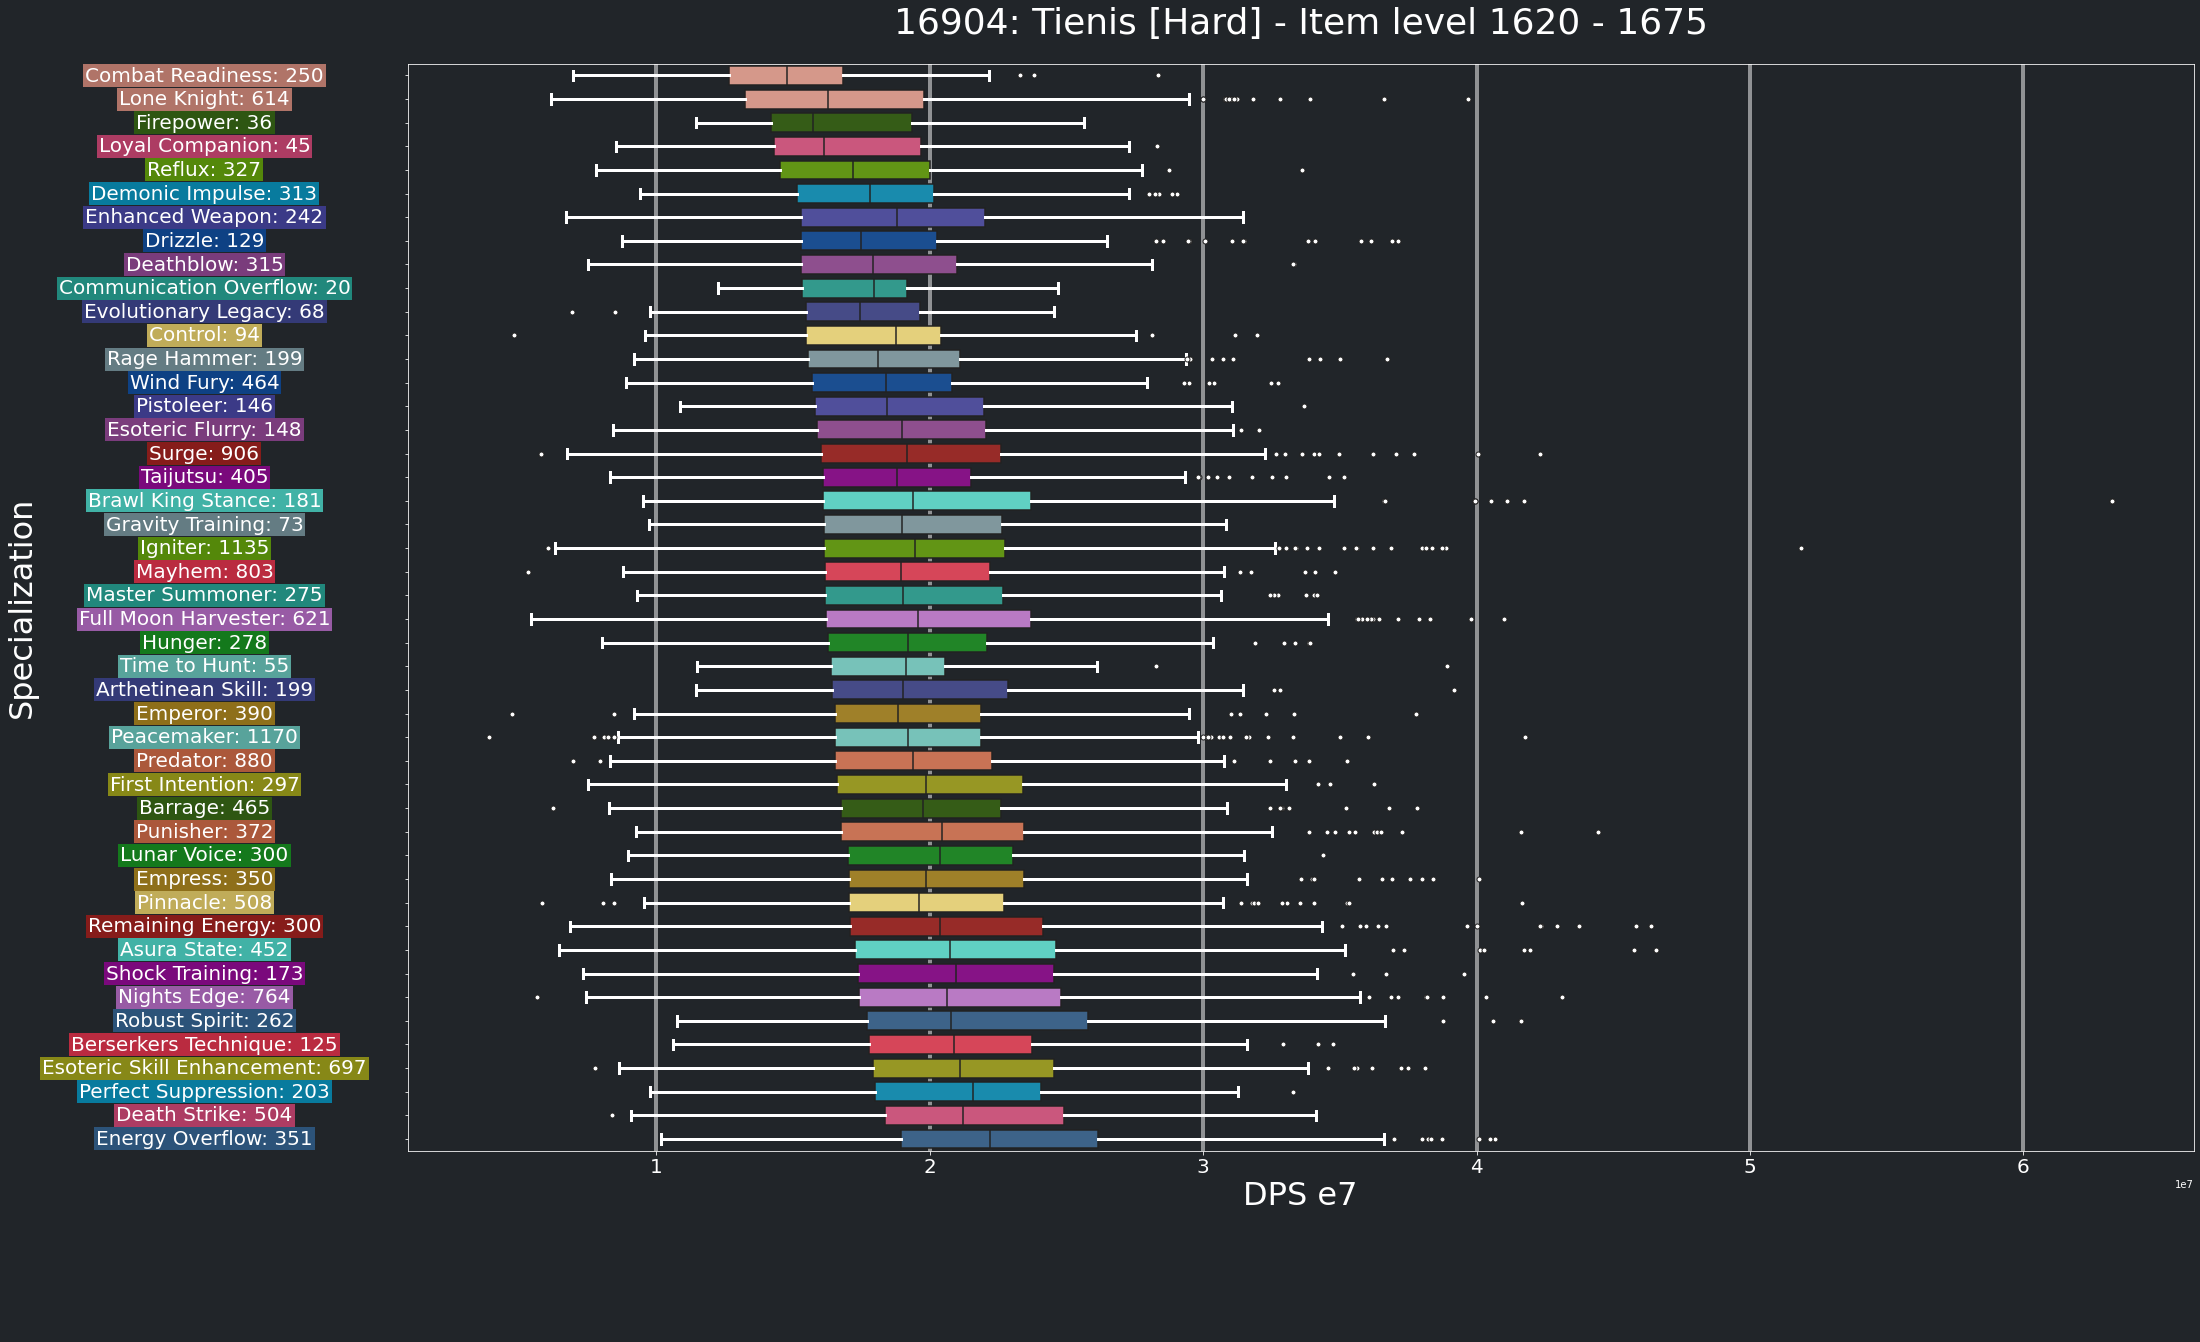 16904: Tienis [Hard] - Item level 1620 - 1675
Specialization
Combat Readiness: 250
Lone Knight: 614
Firepower: 36
Loyal Companion: 45
Reflux: 327
Demonic Impulse: 313
Enhanced Weapon: 242
Drizzle: 129
Deathblow: 315
Communication Overflow: 20
Evolutionary Legacy: 68
Control: 94
Rage Hammer: 199
Wind Fury: 464
Pistoleer: 146
Esoteric Flurry: 148
Surge: 906
Taijutsu: 405
Brawl King Stance: 181
Gravity Training: 73
Igniter: 1135
Mayhem: 803
Master Summoner: 275
Full Moon Harvester: 621
Hunger: 278
Time to Hunt: 55
Arthetinean Skill: 199
Emperor: 390
Peacemaker: 1170
Predator: 880
First Intention: 297
Barrage: 465
Punisher: 372
Lunar Voice: 300
Empress: 350
Pinnacle: 508
Remaining Energy: 300
Asura State: 452
Shock Training: 173
Nights Edge: 764
Robust Spirit: 262
Berserkers Technique: 125
Esoteric Skill Enhancement: 697
Perfect Suppression: 203
Death Strike: 504
Energy Overflow: 351
1 2 3 4 5 6
1e7
DPS e7